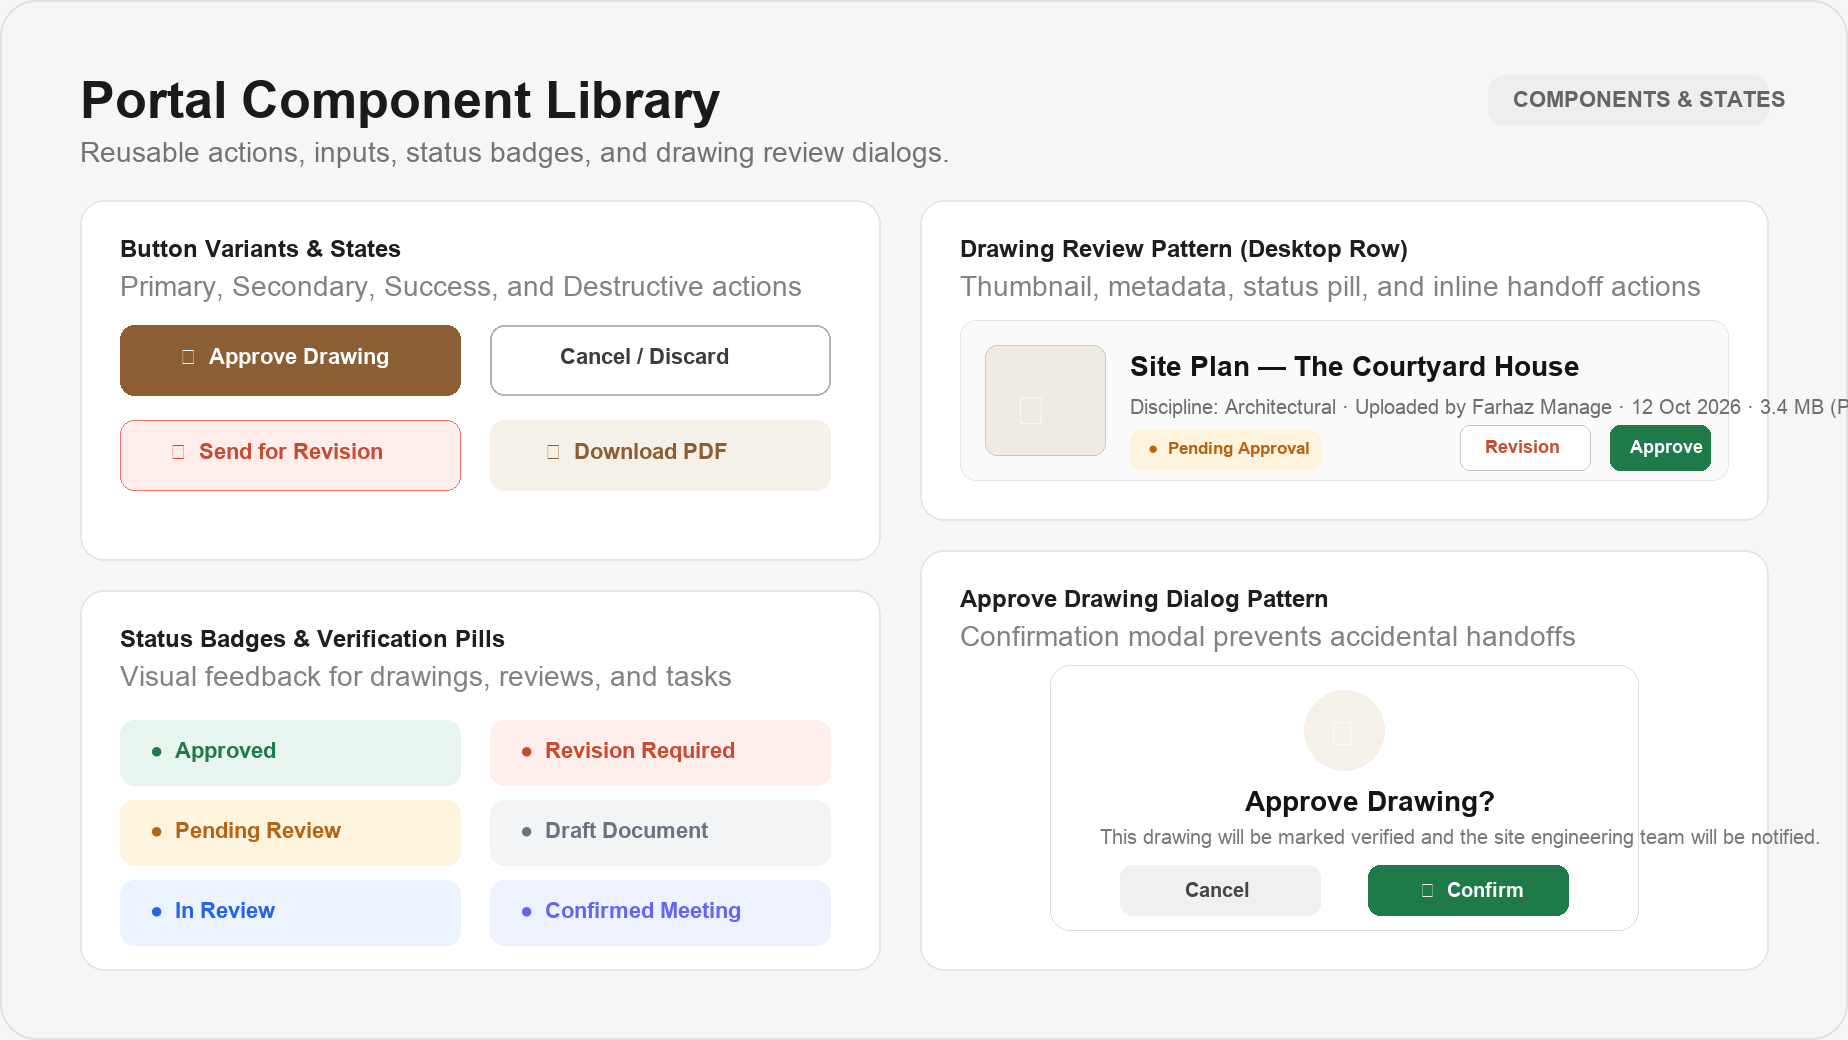 Portal Component Library
COMPONENTS & STATES
Reusable actions, inputs, status badges, and drawing review dialogs.
Button Variants & States
Primary, Secondary, Success, and Destructive actions
Approve Drawing
Cancel / Discard
Send for Revision
Download PDF
Status Badges & Verification Pills
Visual feedback for drawings, reviews, and tasks
● Approved
● Revision Required
● Pending Review
● Draft Document
● In Review
● Confirmed Meeting
Drawing Review Pattern (Desktop Row)
Thumbnail, metadata, status pill, and inline handoff actions
Site Plan — The Courtyard House
Discipline: Architectural · Uploaded by Farhaz Manage · 12 Oct 2026 · 3.4 MB (P
● Pending Approval
Revision
Approve
Approve Drawing Dialog Pattern
Confirmation modal prevents accidental handoffs
Approve Drawing?
This drawing will be marked verified and the site engineering team will be notified.
Cancel
Confirm